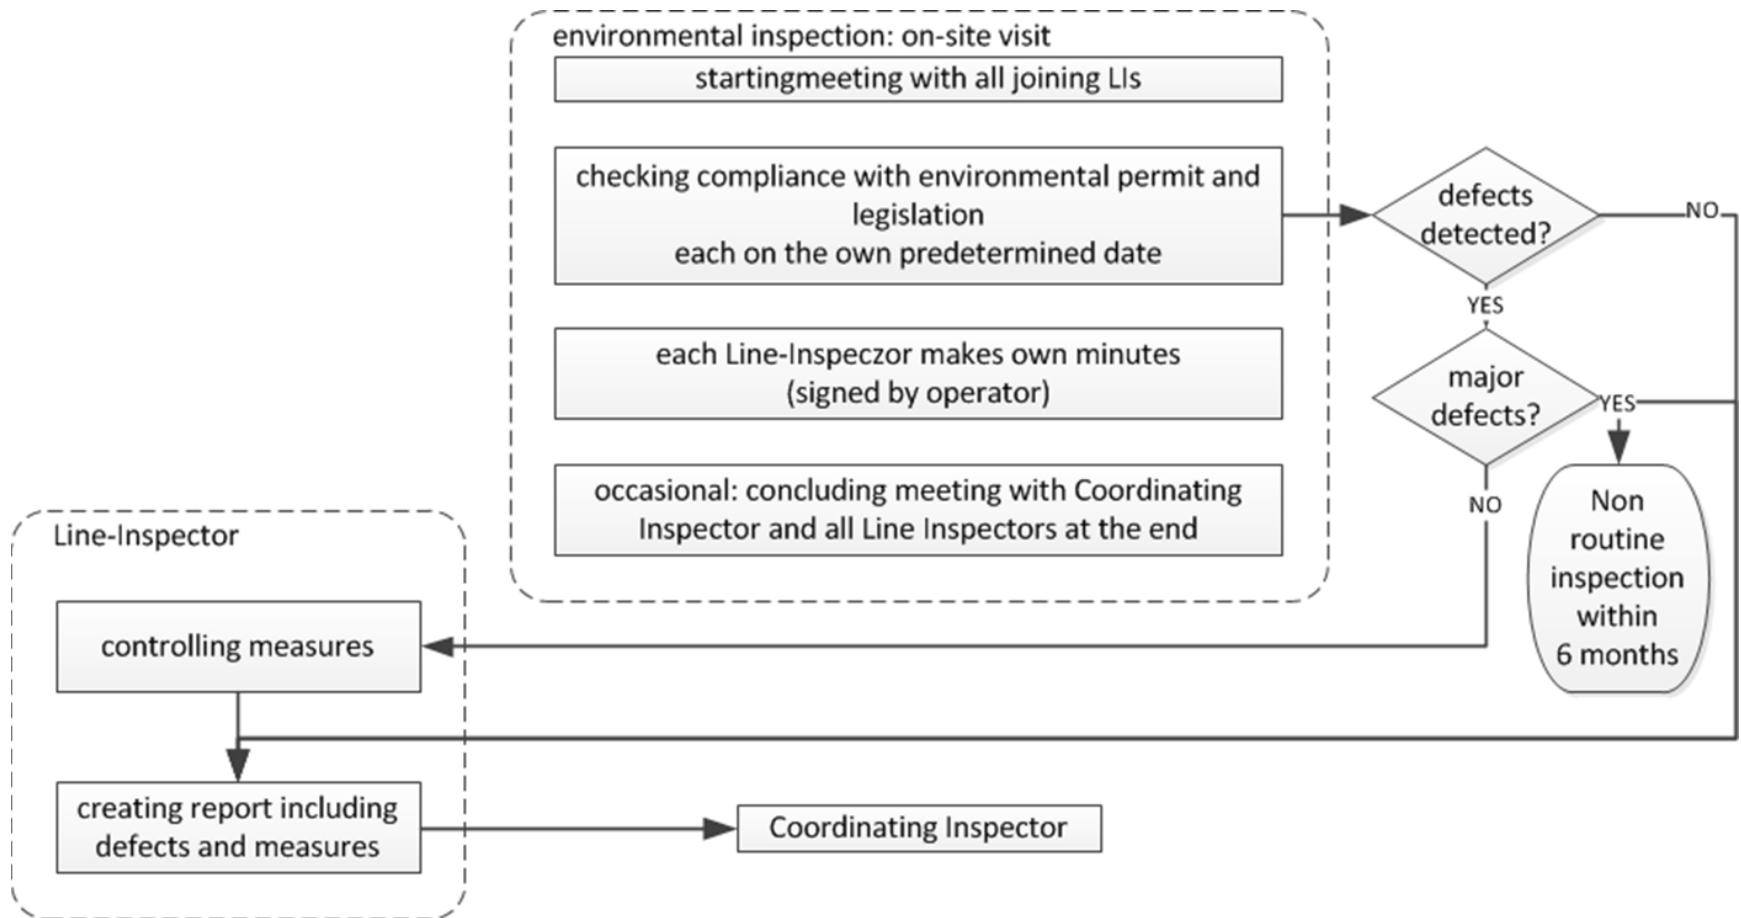 environmental inspection: on-site visit
startingmeeting with all joining LIs
checking compliance with environmental permit and
legislation
each on the own predetermined date
defects
detected?
NO
YES
each Line-Inspeczor makes own minutes
(signed by operator)
major
defects?
YES
NO
occasional: concluding meeting with Coordinating
Inspector and all Line Inspectors at the end
Non
routine
inspection
within
6 months
Line-Inspector
controlling measures
creating report including
defects and measures
Coordinating Inspector